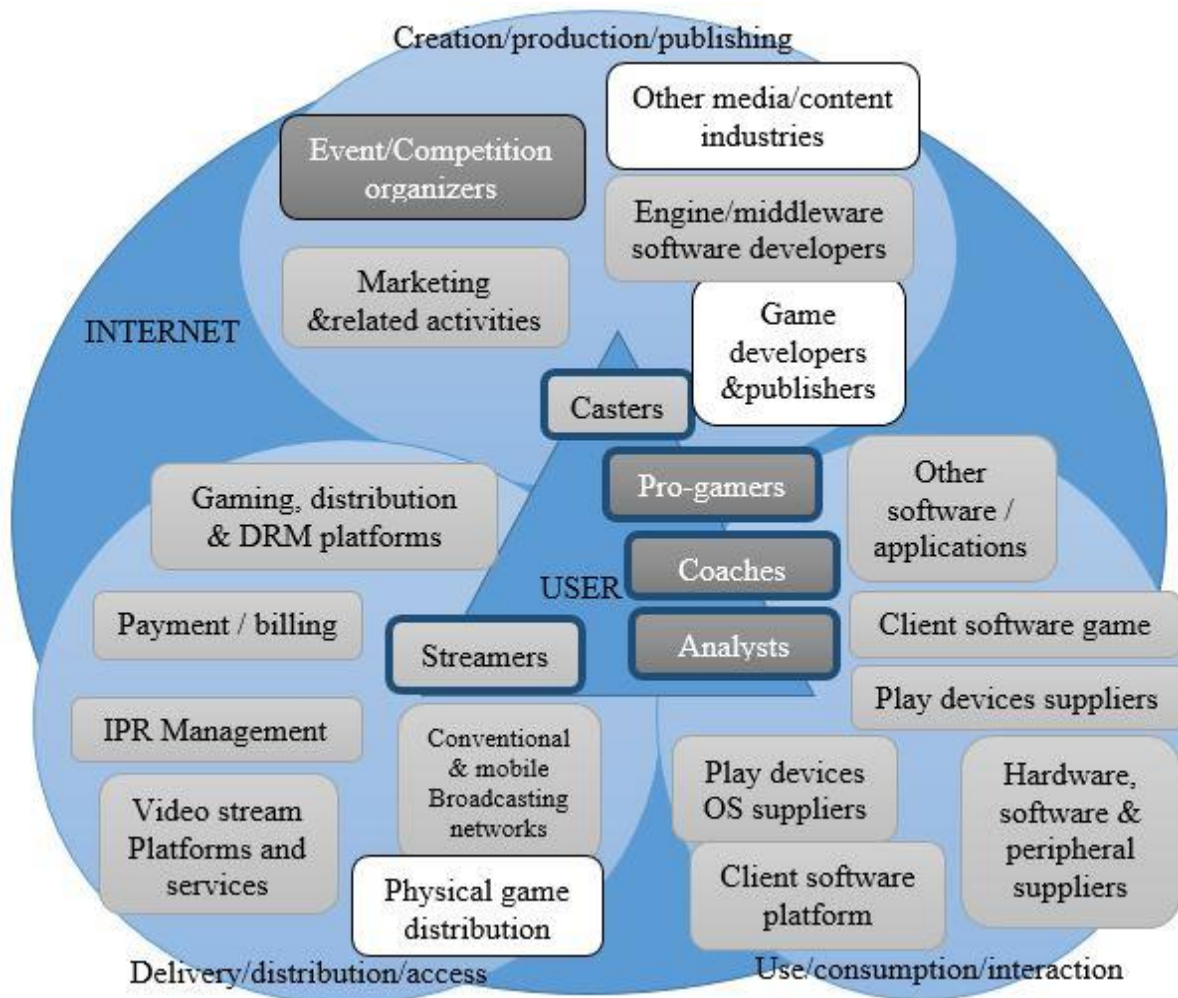 Creation/production/publishing
Other media/content
industries
Event/Competition
organizers
Engine/middleware
software developers
Marketing
&related activities
INTERNET
Game
developers
&publishers
Casters
Gaming, distribution
& DRM platforms
Pro-gamers
Other
software /
applications
USER
Coaches
Payment / billing
Streamers
Analysts
Client software game
IPR Management
Play devices suppliers
Conventional
& mobile
Broadcasting
networks
Play devices
OS suppliers
Hardware,
software &
peripheral
suppliers
Video stream
Platforms and
services
Physical game
distribution
Client software
platform
Delivery/distribution/access
Use/consumption/interaction